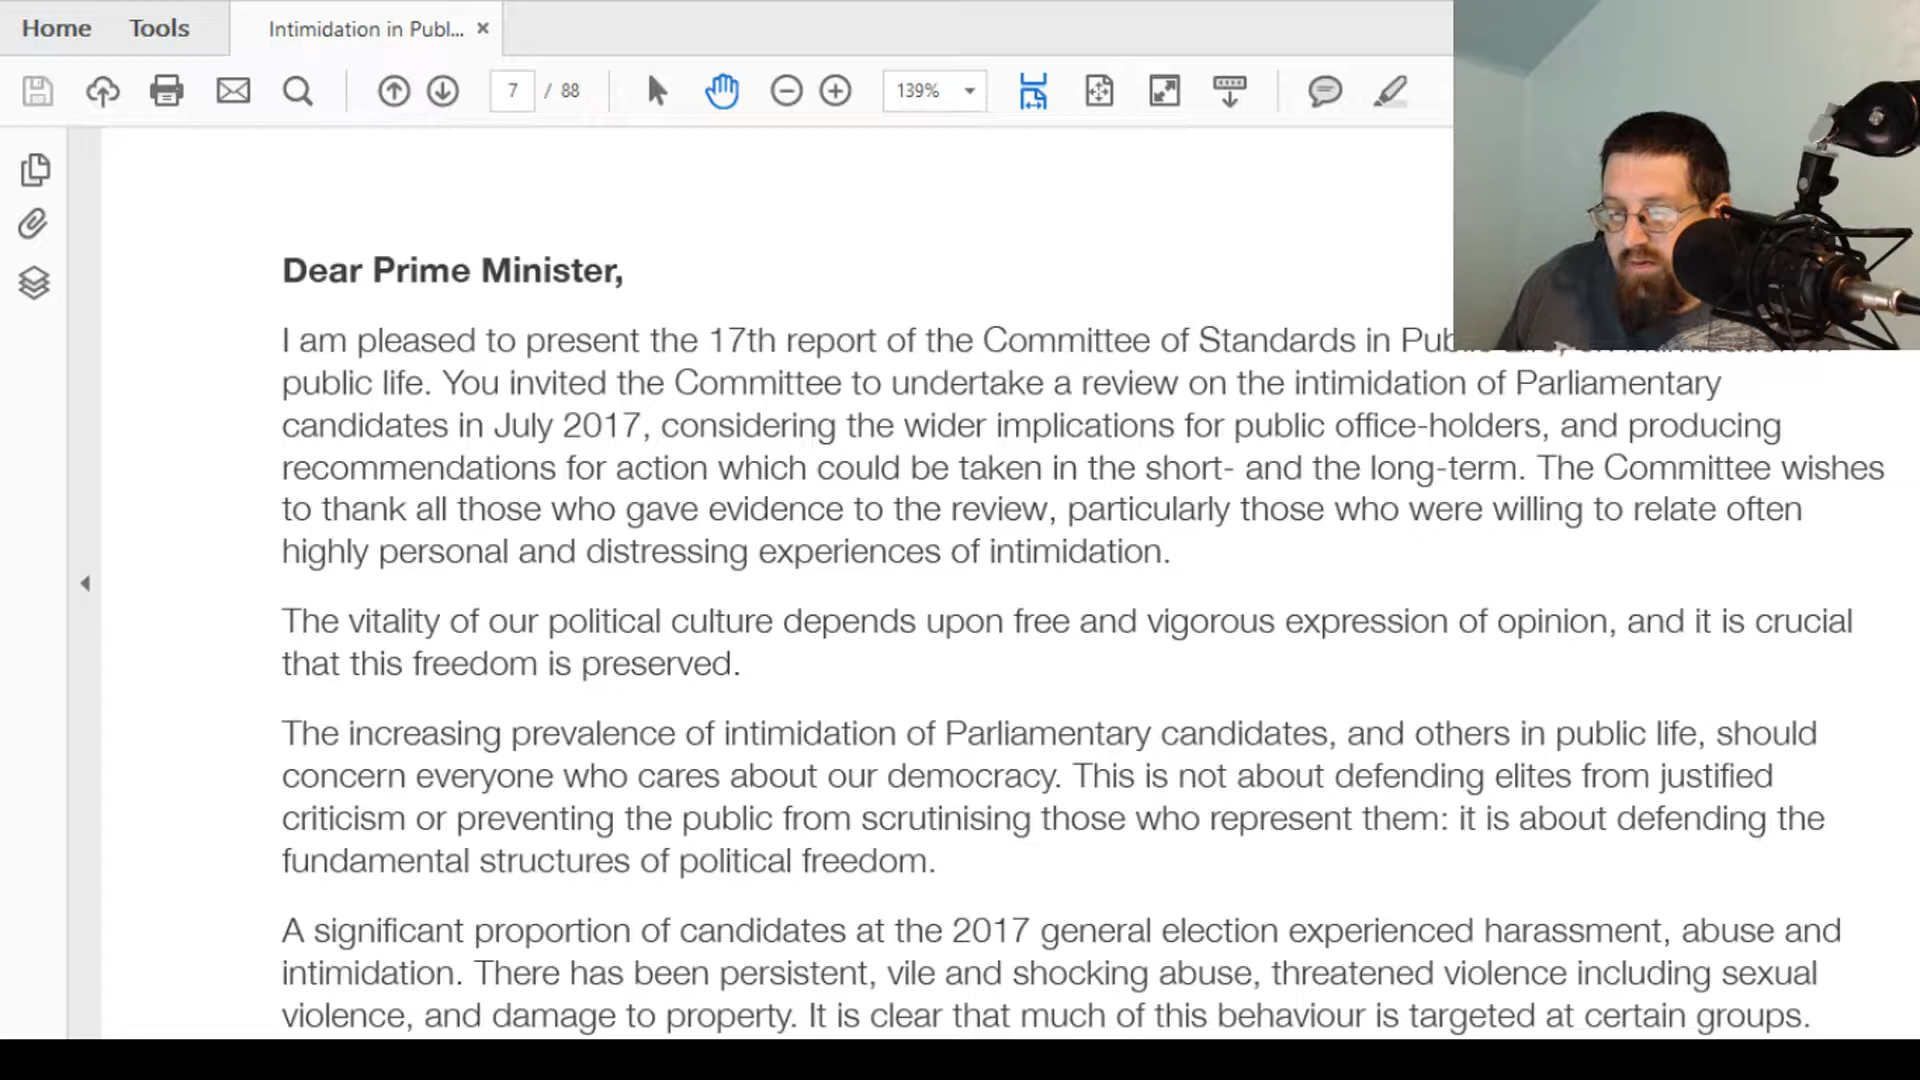 Home Tools Intimidation in Publ... ×
7 / 88 139%
Dear Prime Minister,
I am pleased to present the 17th report of the Committee of Standards in
public life. You invited the Committee to undertake a review on the intimidation of Parliamentary
candidates in July 2017, considering the wider implications for public office-holders, and producing
recommendations for action which could be taken in the short- and the long-term. The Committee wishes
to thank all those who gave evidence to the review, particularly those who were willing to relate often
highly personal and distressing experiences of intimidation.
The vitality of our political culture depends upon free and vigorous expression of opinion, and it is crucial
that this freedom is preserved.
The increasing prevalence of intimidation of Parliamentary candidates, and others in public life, should
concern everyone who cares about our democracy. This is not about defending elites from justified
criticism or preventing the public from scrutinising those who represent them: it is about defending the
fundamental structures of political freedom.
A significant proportion of candidates at the 2017 general election experienced harassment, abuse and
intimidation. There has been persistent, vile and shocking abuse, threatened violence including sexual
violence, and damage to property. It is clear that much of this behaviour is targeted at certain groups.